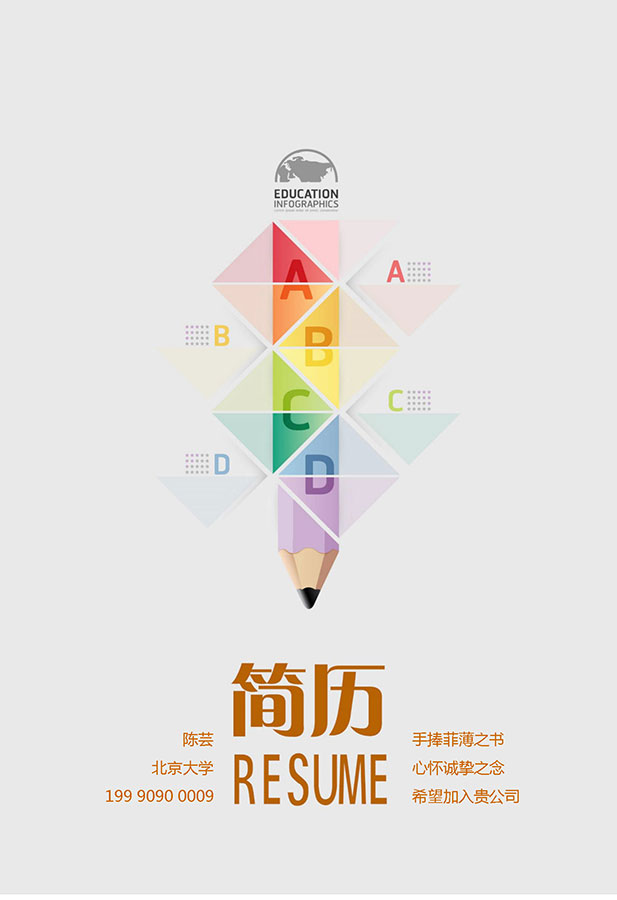 EDUCATION
INFOGRAPHICS
A
A
B
B
C
C
D
D
简历
RESUME
陈芸
北京大学
199 9090 0009
手捧菲薄之书
心怀诚挚之念
希望加入贵公司